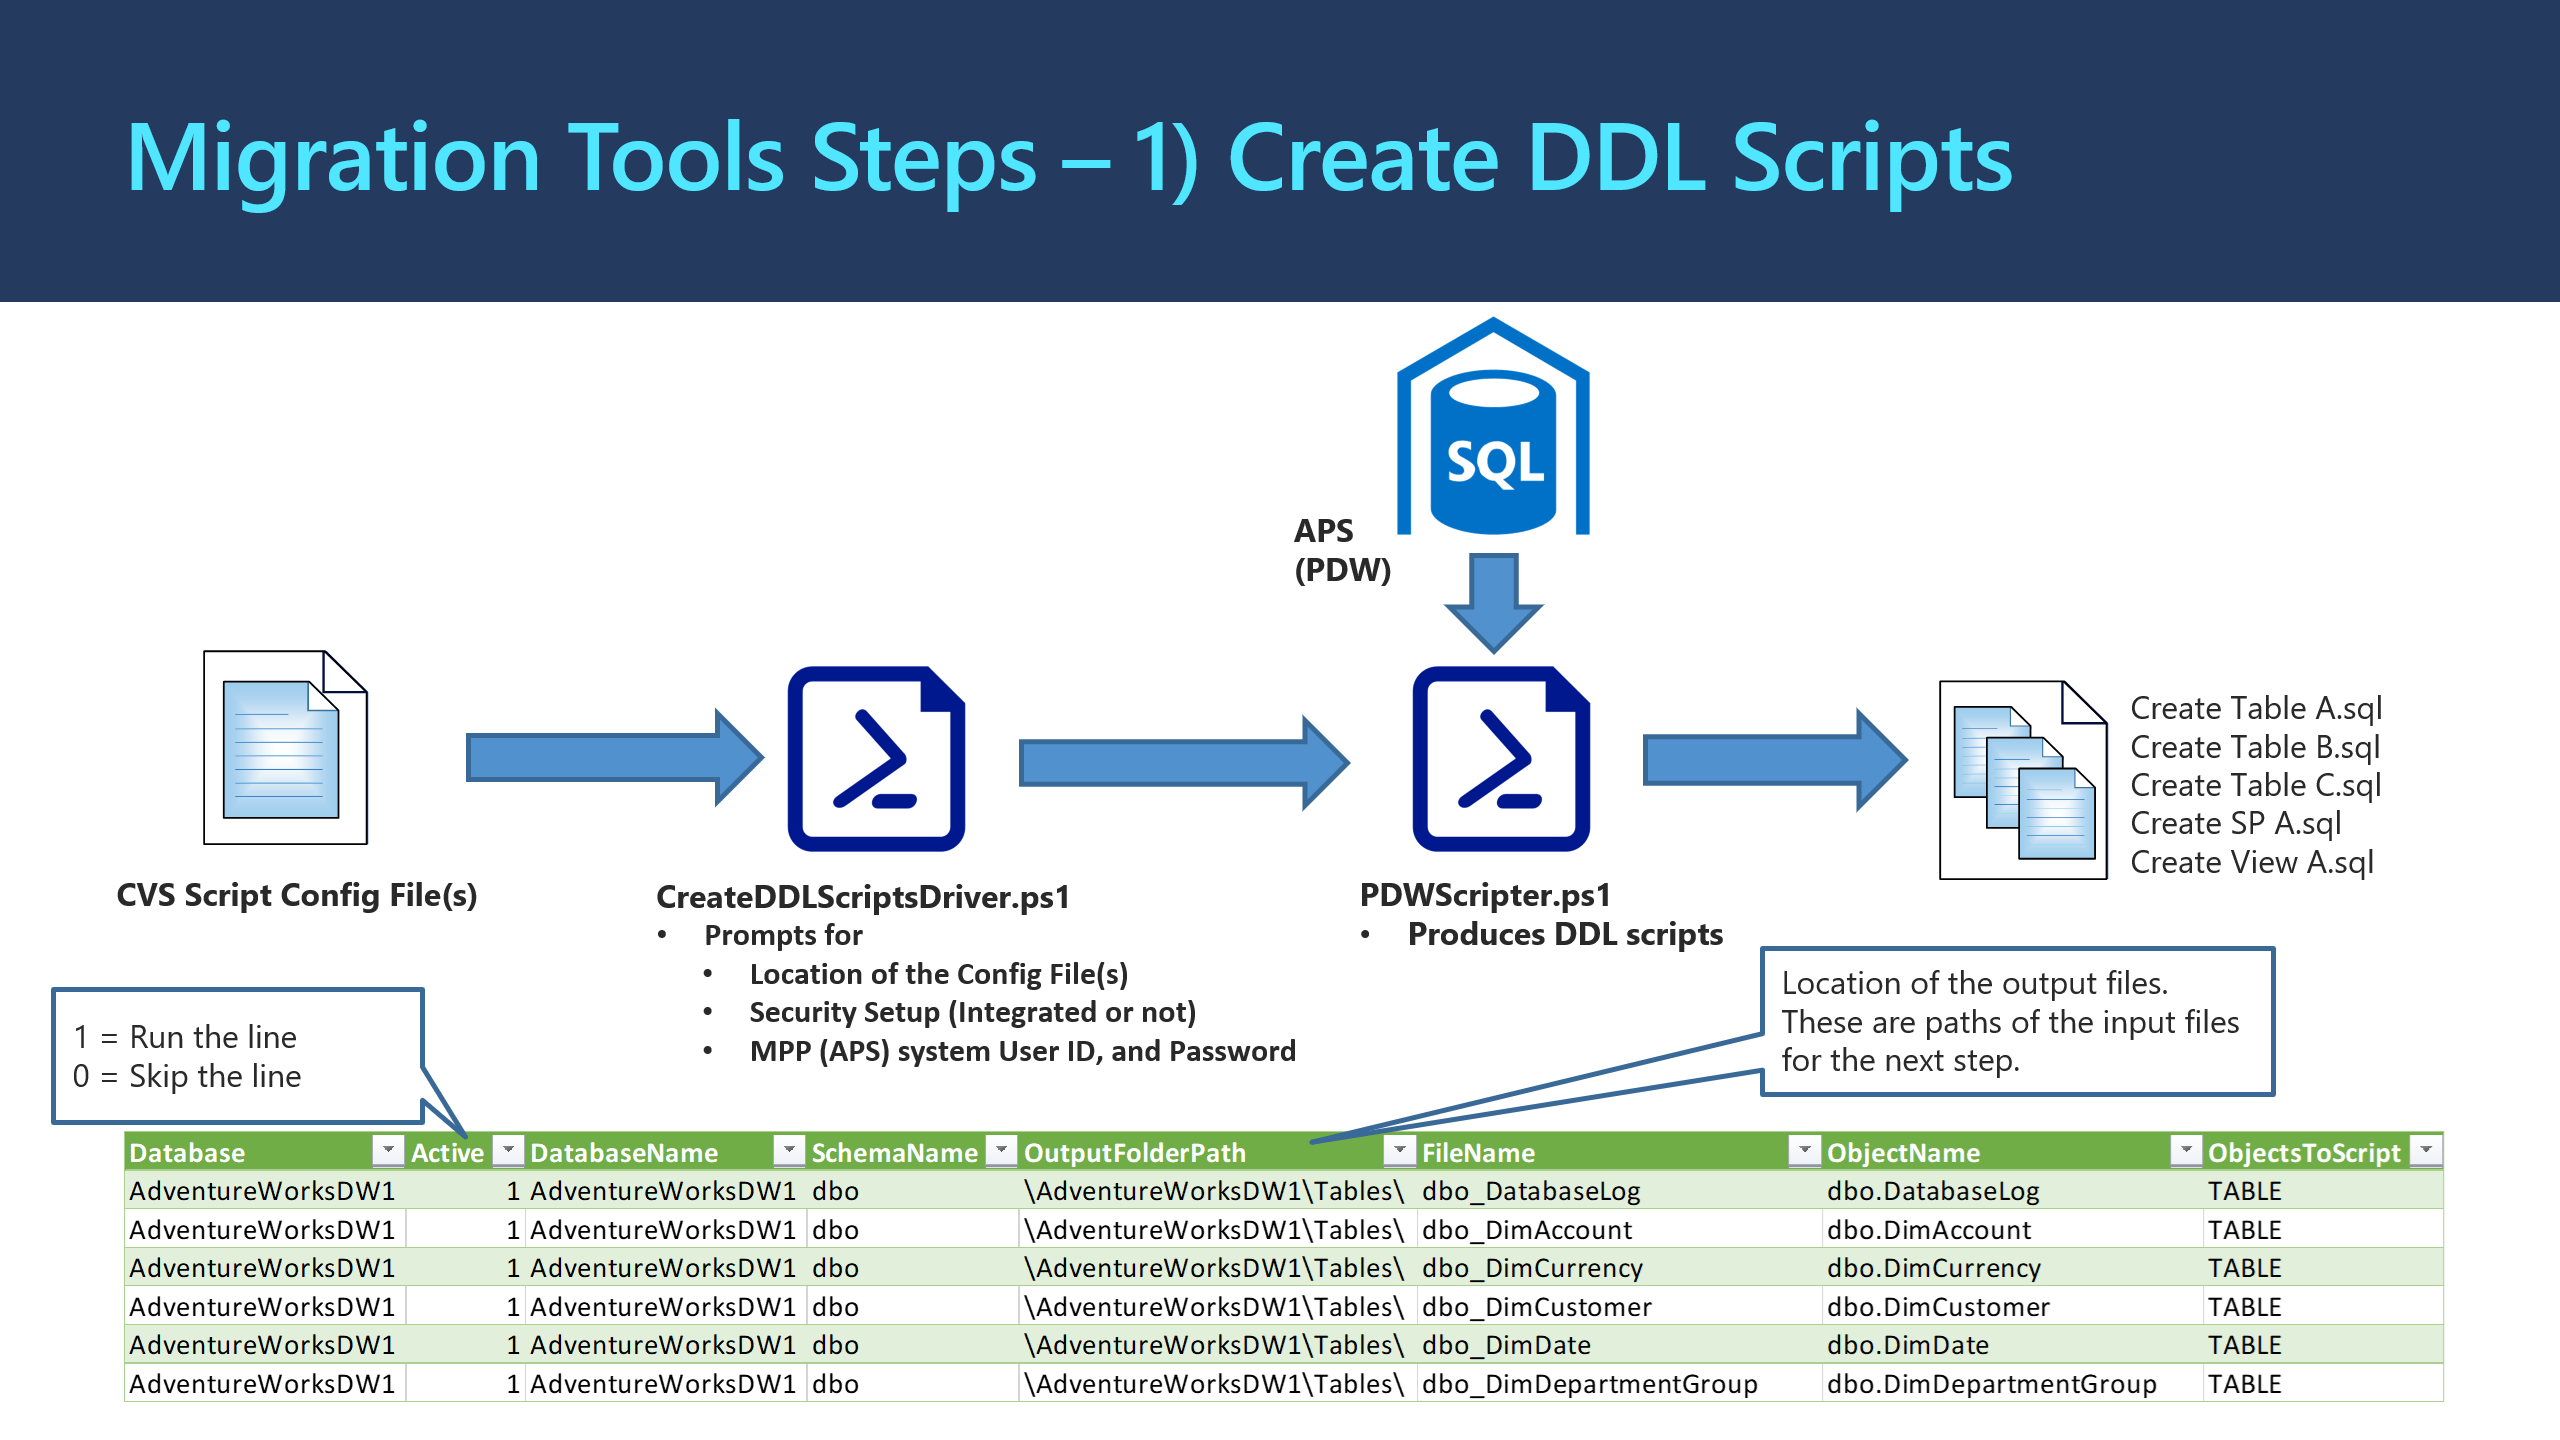 Migration Tools Steps – 1) Create DDL Scripts
SQL
APS
(PDW)
Create Table A.sql
Create Table B.sql
Create Table C.sql
Create SP A.sql
Create View A.sql
CVS Script Config File(s)
CreateDDLScriptsDriver.ps1
• Prompts for
• Location of the Config File(s)
• Security Setup (Integrated or not)
• MPP (APS) system User ID, and Password
PDWScripter.ps1
• Produces DDL scripts
Location of the output files.
These are paths of the input files
for the next step.
1 = Run the line
0 = Skip the line
Database Active DatabaseName SchemaName OutputFolderPath FileName ObjectName ObjectsToScript
AdventureWorksDW1 1 AdventureWorksDW1 dbo \AdventureWorksDW1\Tables\ dbo_DatabaseLog dbo.DatabaseLog TABLE
AdventureWorksDW1 1 AdventureWorksDW1 dbo \AdventureWorksDW1\Tables\ dbo_DimAccount dbo.DimAccount TABLE
AdventureWorksDW1 1 AdventureWorksDW1 dbo \AdventureWorksDW1\Tables\ dbo_DimCurrency dbo.DimCurrency TABLE
AdventureWorksDW1 1 AdventureWorksDW1 dbo \AdventureWorksDW1\Tables\ dbo_DimCustomer dbo.DimCustomer TABLE
AdventureWorksDW1 1 AdventureWorksDW1 dbo \AdventureWorksDW1\Tables\ dbo_DimDate dbo.DimDate TABLE
AdventureWorksDW1 1 AdventureWorksDW1 dbo \AdventureWorksDW1\Tables\ dbo_DimDepartmentGroup dbo.DimDepartmentGroup TABLE